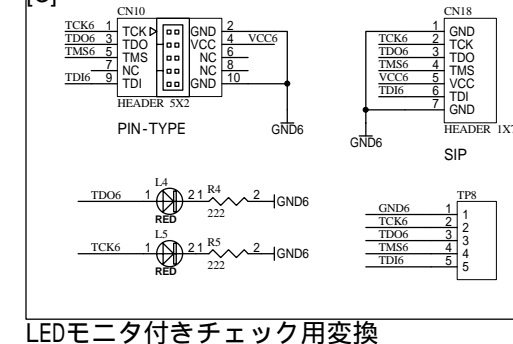 [C]
CN10
TCK6 1 TCK GND 2
TDO6 3 TDO VCC 4 VCC6
TMS6 5 TMS NC 6
7 NC NC 8
TDI6 9 TDI GND 10
HEADER 5X2
PIN-TYPE
GND6
CN18
1 GND
TCK6 2 TCK
TDO6 3 TDO
TMS6 4 TMS
VCC6 5 VCC
TDI6 6 TDI
7 GND
HEADER 1X7
GND6
SIP
L4
TDO6 1 2 1 R4 2 GND6
RED 222
L5
TCK6 1 2 1 R5 2 GND6
RED 222
TP8
GND6 1 1
TCK6 2 2
TDO6 3 3
TMS6 4 4
TDI6 5 5
LEDモニタ付きチェック用変換